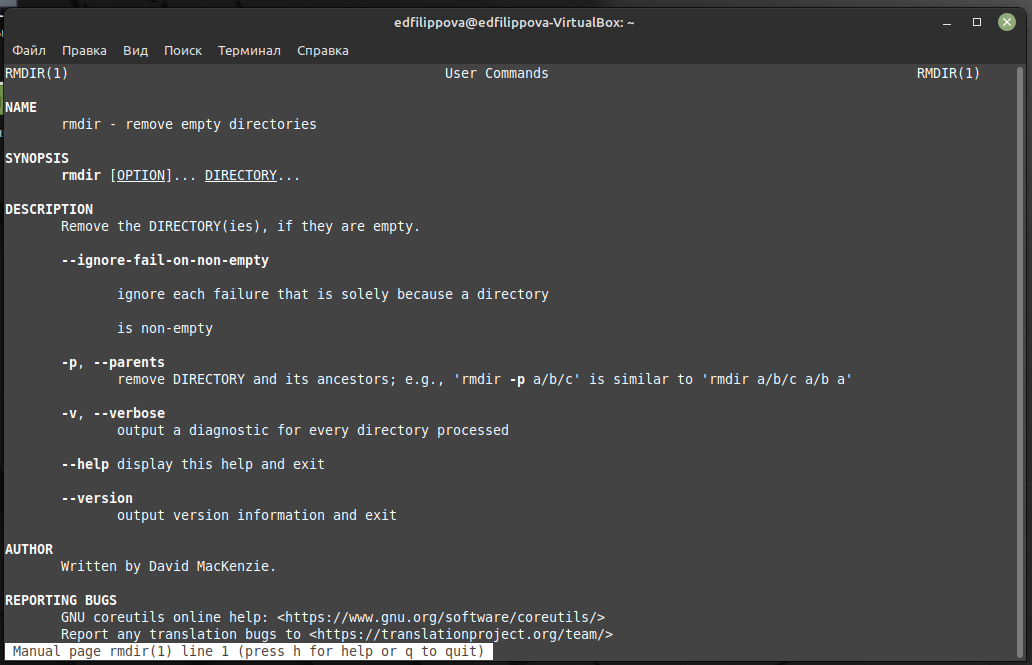 edfilippova@edfilippova-VirtualBox: ~
Файл Правка Вид Поиск Терминал Справка
RMDIR(1) User Commands RMDIR(1)
NAME
rmdir - remove empty directories
SYNOPSIS
rmdir [OPTION]... DIRECTORY...
DESCRIPTION
Remove the DIRECTORY(ies), if they are empty.
--ignore-fail-on-non-empty
ignore each failure that is solely because a directory
is non-empty
-p, --parents
remove DIRECTORY and its ancestors; e.g., 'rmdir -p a/b/c' is similar to 'rmdir a/b/c a/b a'
-v, --verbose
output a diagnostic for every directory processed
--help display this help and exit
--version
output version information and exit
AUTHOR
Written by David MacKenzie.
REPORTING BUGS
GNU coreutils online help: <https://www.gnu.org/software/coreutils/>
Report any translation bugs to <https://translationproject.org/team/>
Manual page rmdir(1) line 1 (press h for help or q to quit)